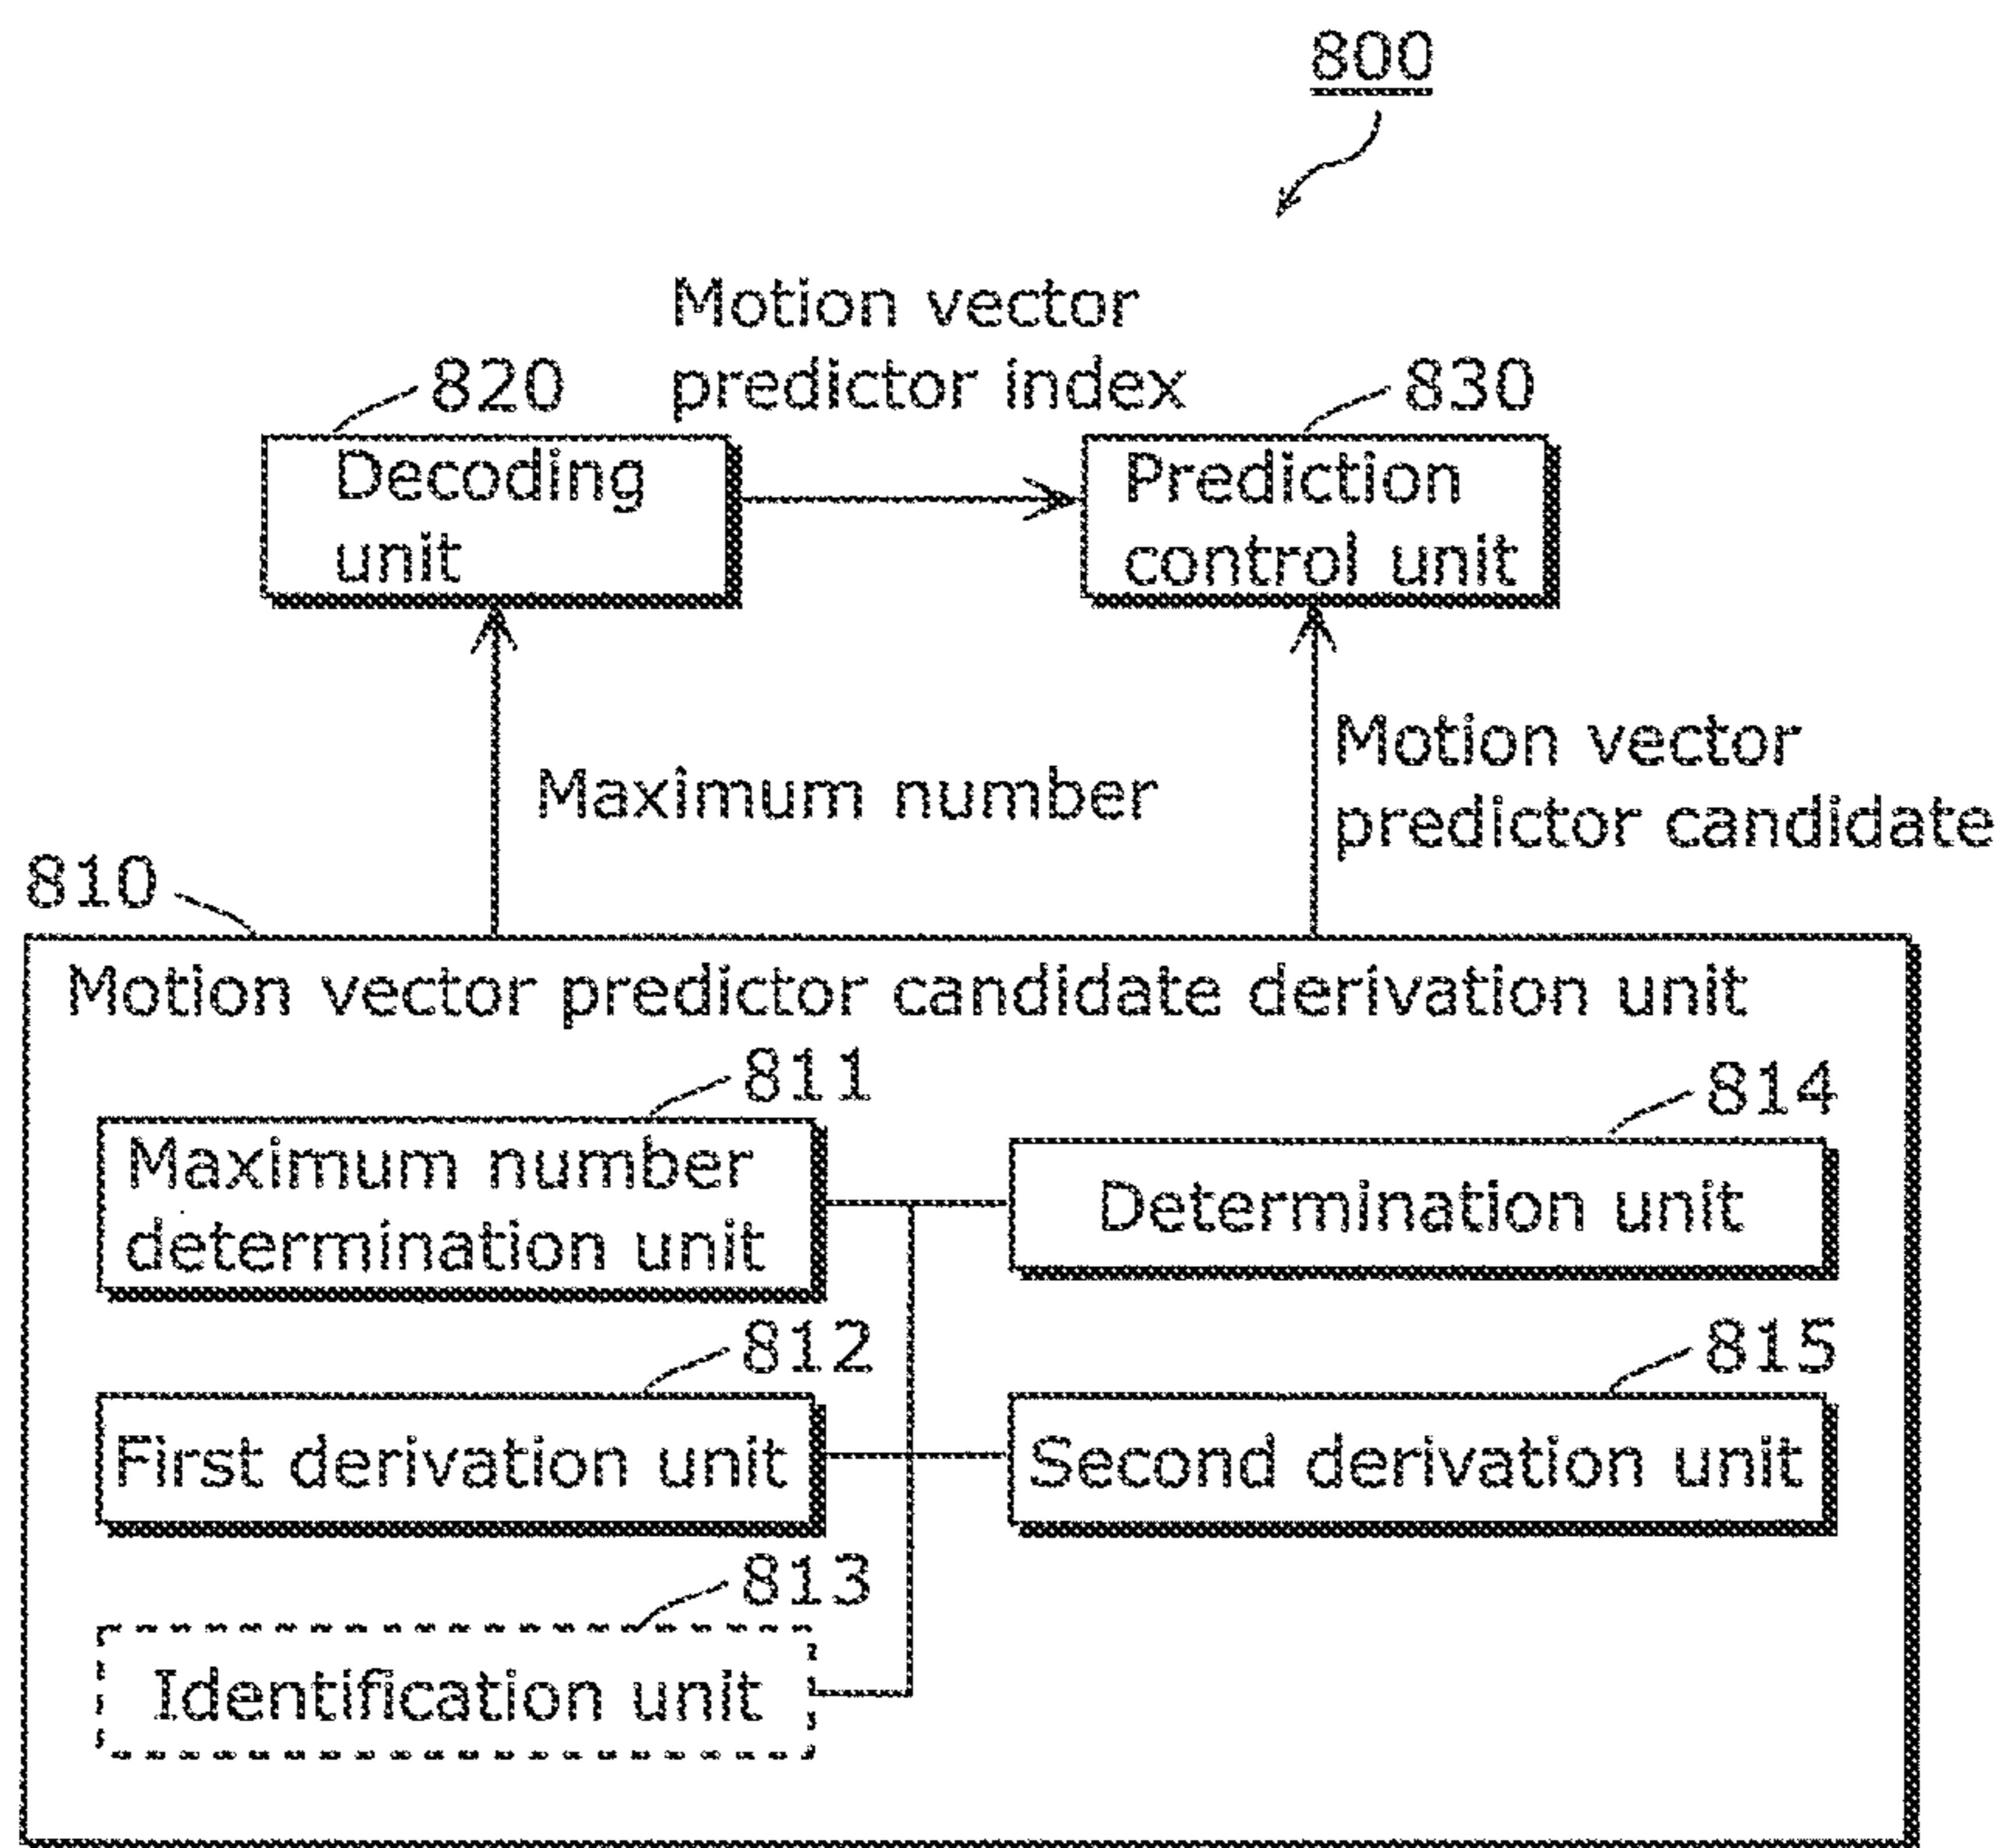 800
Motion vector
predictor index
820
830
Decoding
unit
Prediction
control unit
Maximum number
Motion vector
predictor candidate
810
Motion vector predictor candidate derivation unit
811
814
Maximum number
determination unit
Determination unit
812
815
First derivation unit
Second derivation unit
813
Identification unit